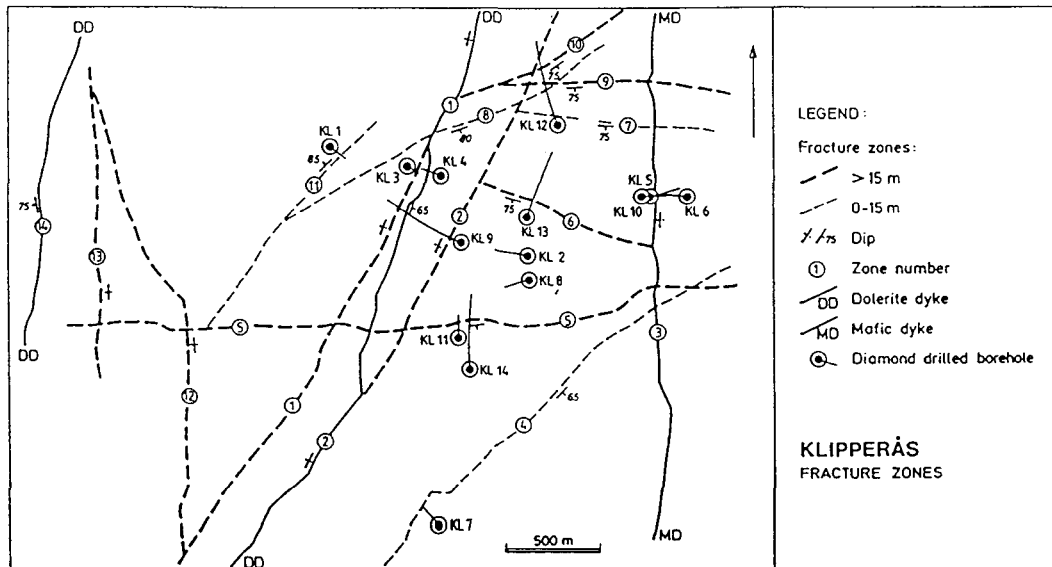 DD
DD
MD
10
9
75
75
1
8
80
7
75
KL 12
KL 1
85
11
KL 3
KL 4
KL 5
KL 10
KL 6
75
14
65
2
75
KL 13
6
KL 9
KL 2
13
KL 8
5
5
3
KL 11
DD
KL 14
12
1
65
4
2
KL 7
500 m
DD
MD
LEGEND:
Fracture zones:
> 15 m
0-15 m
75 Dip
1 Zone number
DD Dolerite dyke
MD Mafic dyke
Diamond drilled borehole
KLIPPERÅS
FRACTURE ZONES